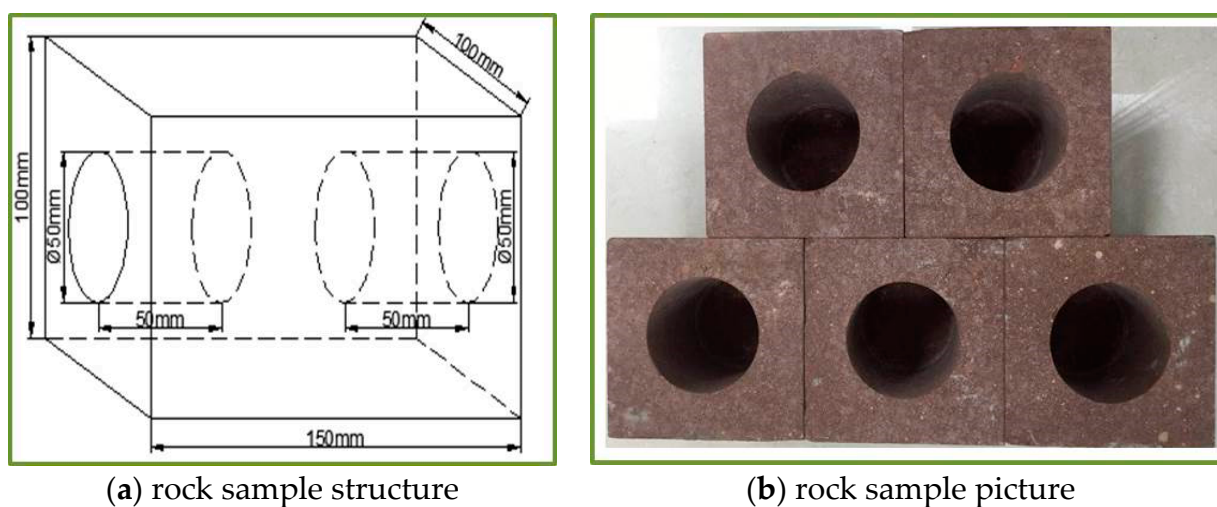 100mm
100mm
Ø50mm
Ø50mm
50mm
50mm
150mm
(a) rock sample structure
(b) rock sample picture